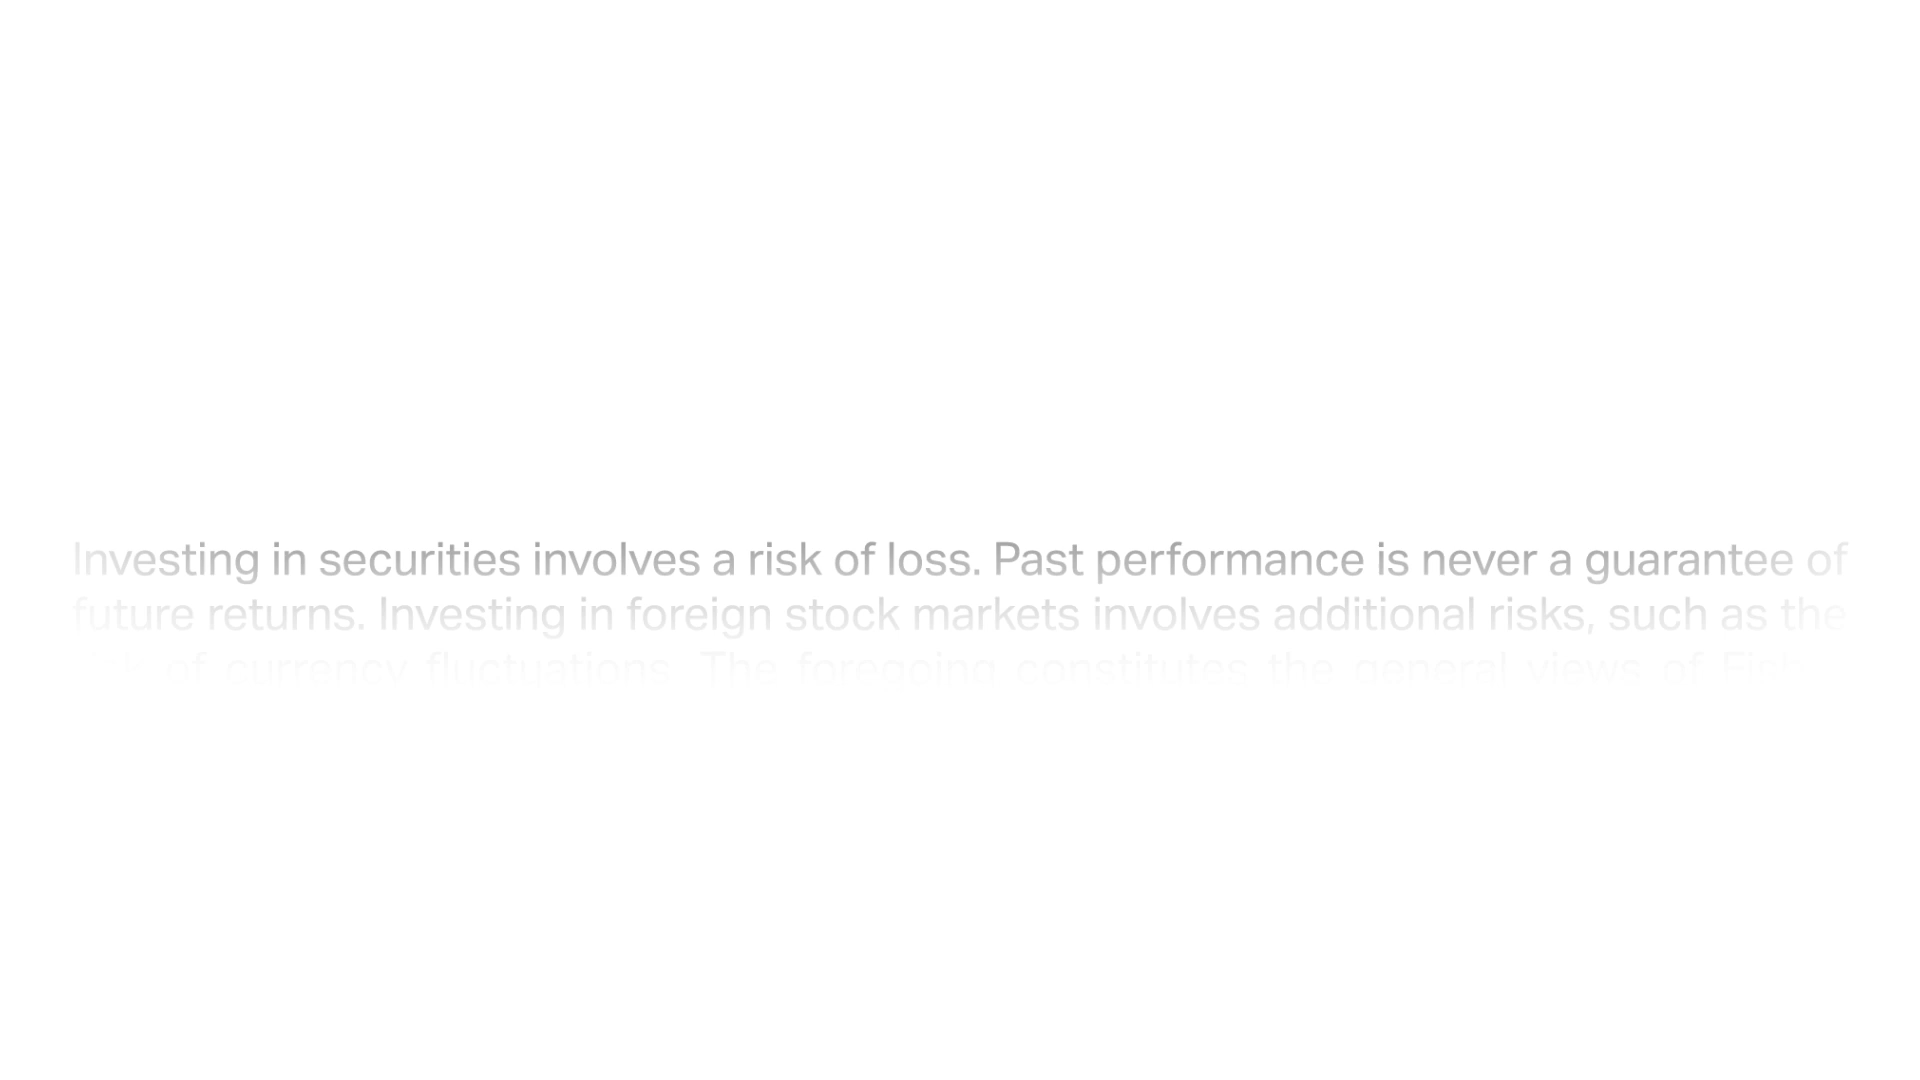 Investing in securities involves a risk of loss. Past performance is never a guarantee of
future returns. Investing in foreign stock markets involves additional risks, such as the
risk of currency fluctuations. The foregoing constitutes the general views of